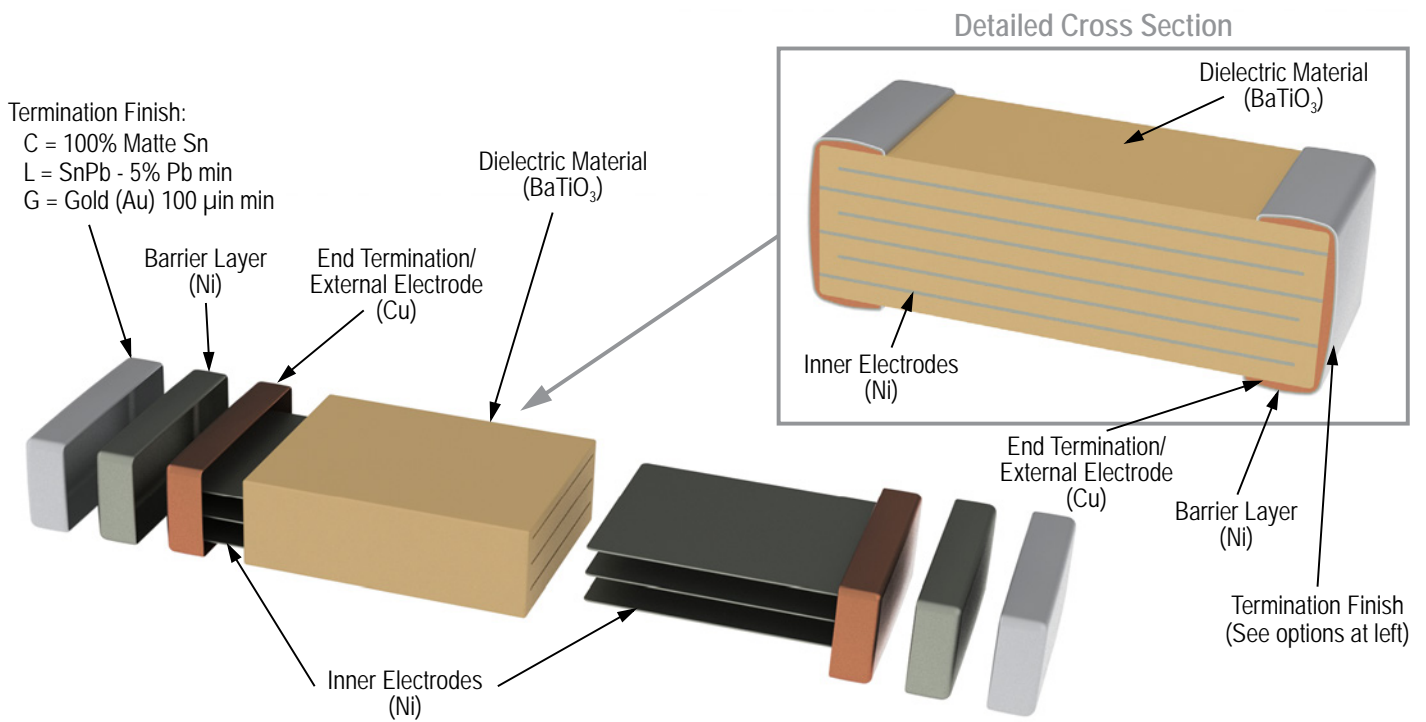 Detailed Cross Section
Dielectric Material
(BaTiO₃)
Inner Electrodes
(Ni)
End Termination/
External Electrode
(Cu)
Barrier Layer
(Ni)
Termination Finish
(See options at left)
Termination Finish:
C = 100% Matte Sn
L = SnPb - 5% Pb min
G = Gold (Au) 100 µin min
Barrier Layer
(Ni)
End Termination/
External Electrode
(Cu)
Dielectric Material
(BaTiO₃)
Inner Electrodes
(Ni)